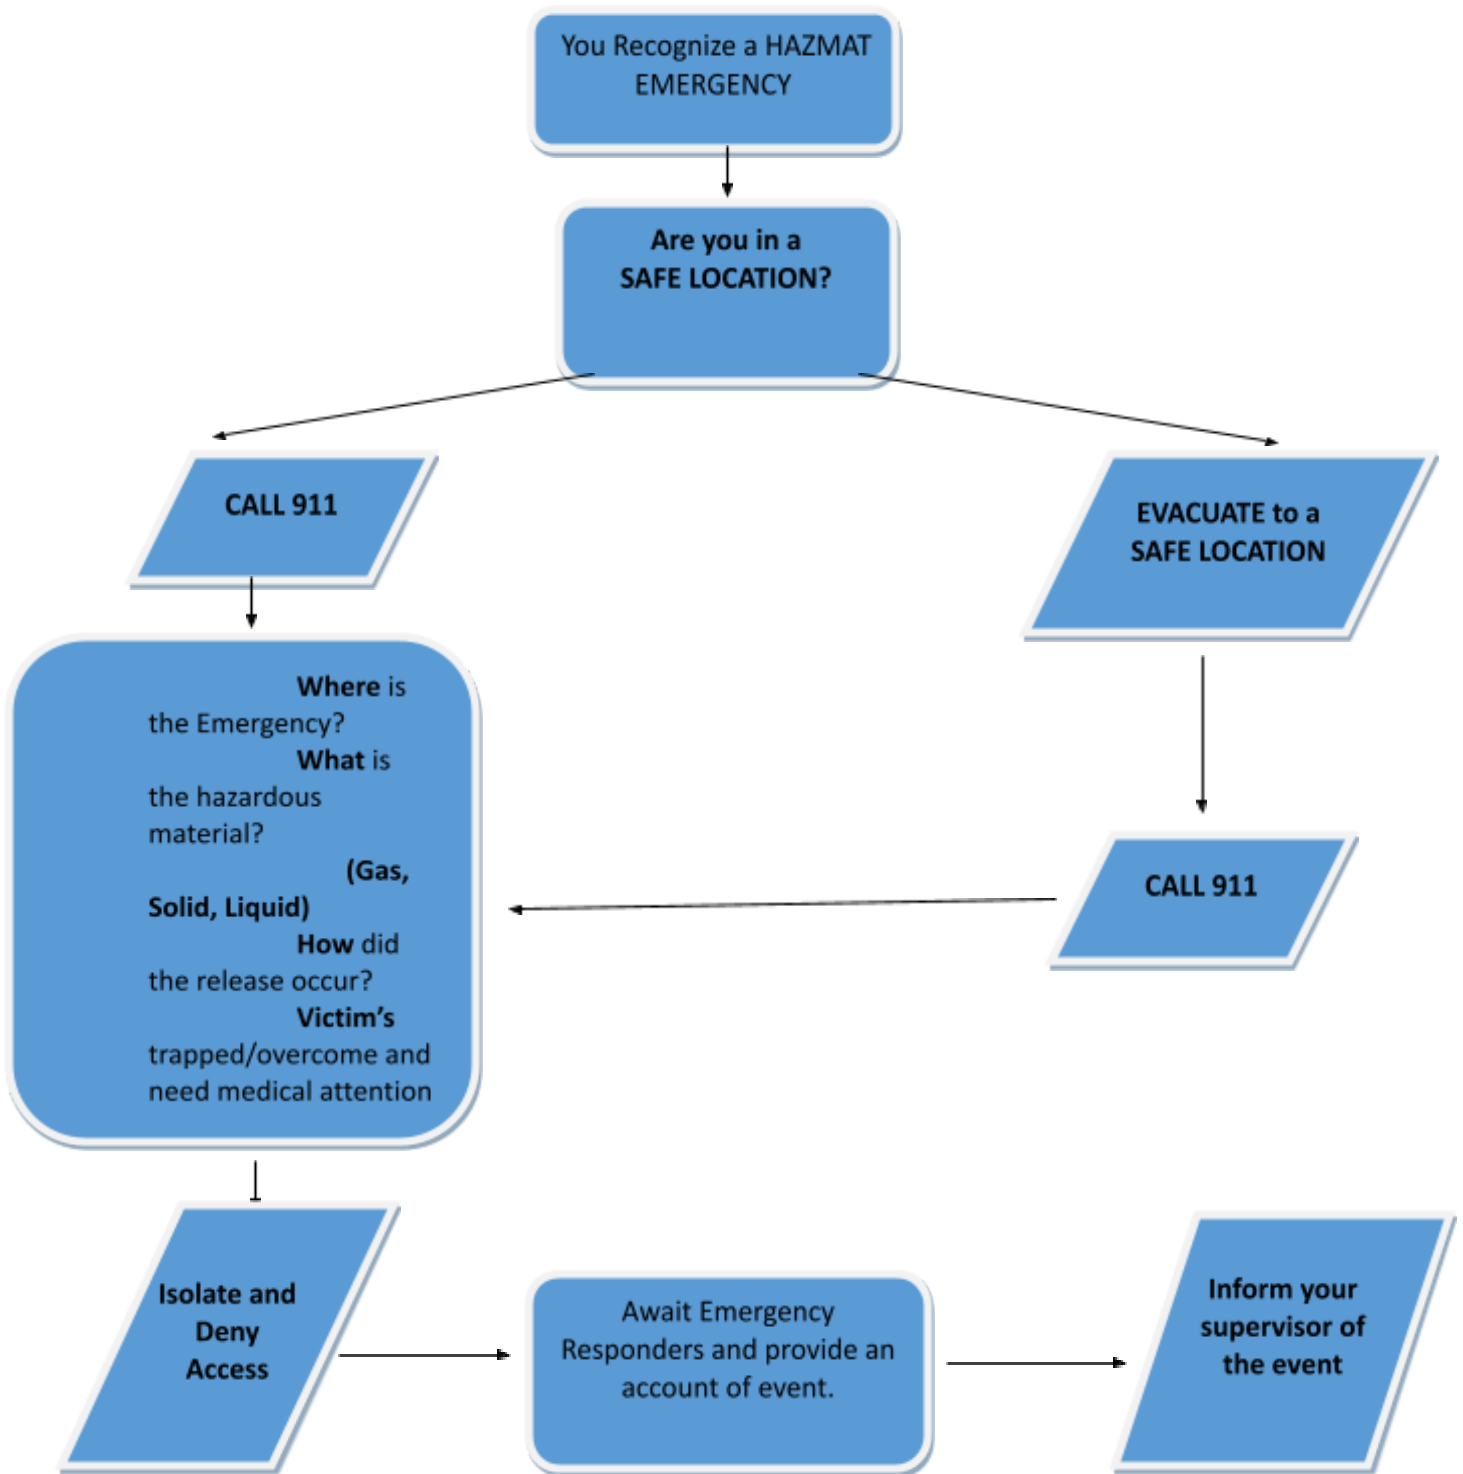 You Recognize a HAZMAT
EMERGENCY
Are you in a
SAFE LOCATION?
CALL 911
EVACUATE to a
SAFE LOCATION
Where is
the Emergency?
What is
the hazardous
material?
(Gas,
Solid, Liquid)
How did
the release occur?
Victim’s
trapped/overcome and
need medical attention
CALL 911
Isolate and
Deny
Access
Await Emergency
Responders and provide an
account of event.
Inform your
supervisor of
the event